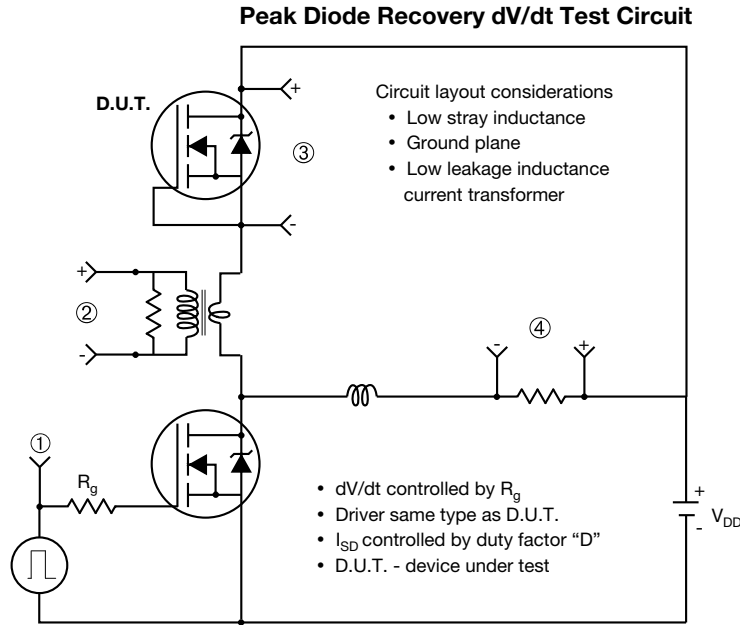 Peak Diode Recovery dV/dt Test Circuit
D.U.T.
+
Circuit layout considerations
• Low stray inductance
• Ground plane
• Low leakage inductance
current transformer
③
-
+
②
-
④
-
+
①
Rg
• dV/dt controlled by Rg
• Driver same type as D.U.T.
• ISD controlled by duty factor “D”
• D.U.T. - device under test
+
VDD
-